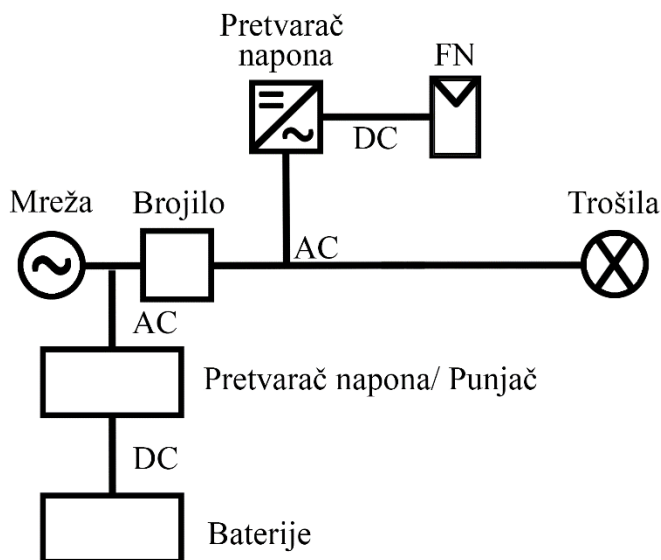 Pretvarač
napona
FN
DC
Mreža
Brojilo
Trošila
AC
AC
Pretvarač napona/ Punjač
DC
Baterije